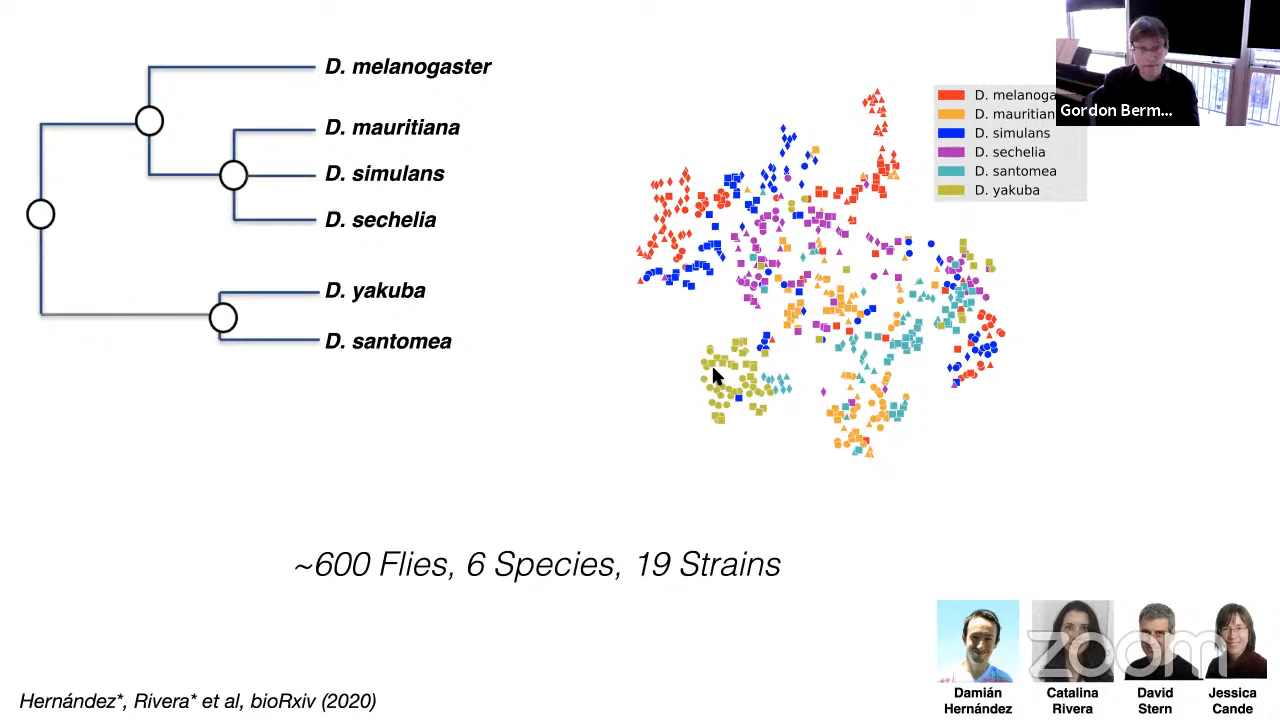 D. melanogaster
D. mauritiana
D. simulans
D. sechelia
D. yakuba
D. santomea
D. melanoga
D. mauritian
D. simulans
D. sechelia
D. santomea
D. yakuba
Gordon Berm...
~600 Flies, 6 Species, 19 Strains
zoom
Damián
Hernández
Catalina
Rivera
David
Stern
Jessica
Cande
Hernández*, Rivera* et al, bioRxiv (2020)